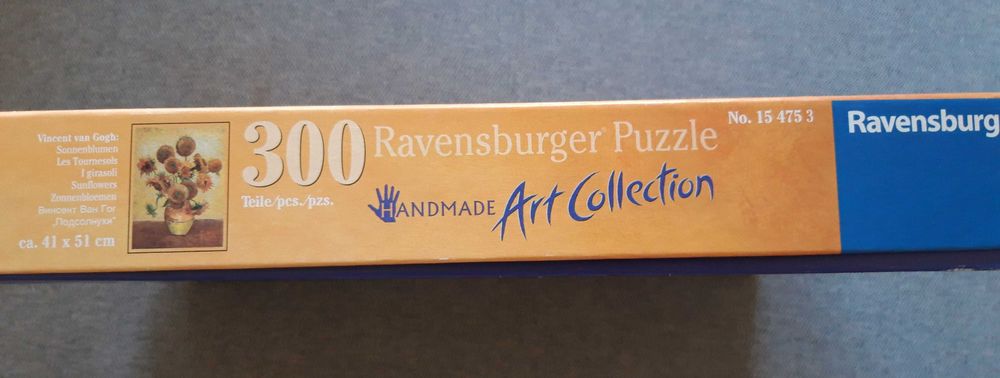 Vincent van Gogh:
Sonnenblumen
Les Tournesols
I girasoli
Sunflowers
Zonnenbloemen
Винсент Ван Гог
„Подсолнухи“
ca. 41 x 51 cm
300
Teile/pcs./pzs.
Ravensburger® Puzzle
HANDMADE Art Collection
No. 15 475 3
Ravensburg